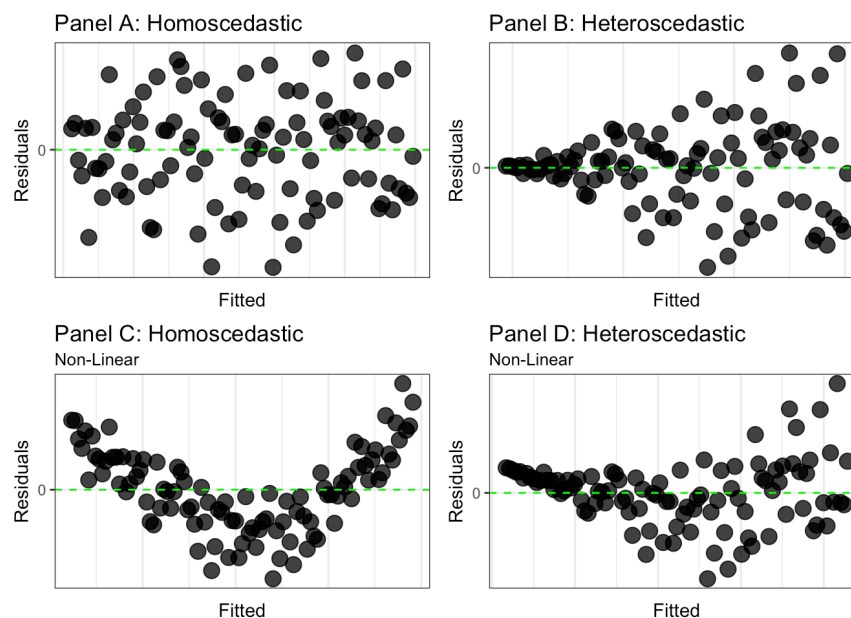 Panel A: Homoscedastic
Residuals
0
Fitted
Panel B: Heteroscedastic
Residuals
0
Fitted
Panel C: Homoscedastic
Non-Linear
Residuals
0
Fitted
Panel D: Heteroscedastic
Non-Linear
Residuals
0
Fitted